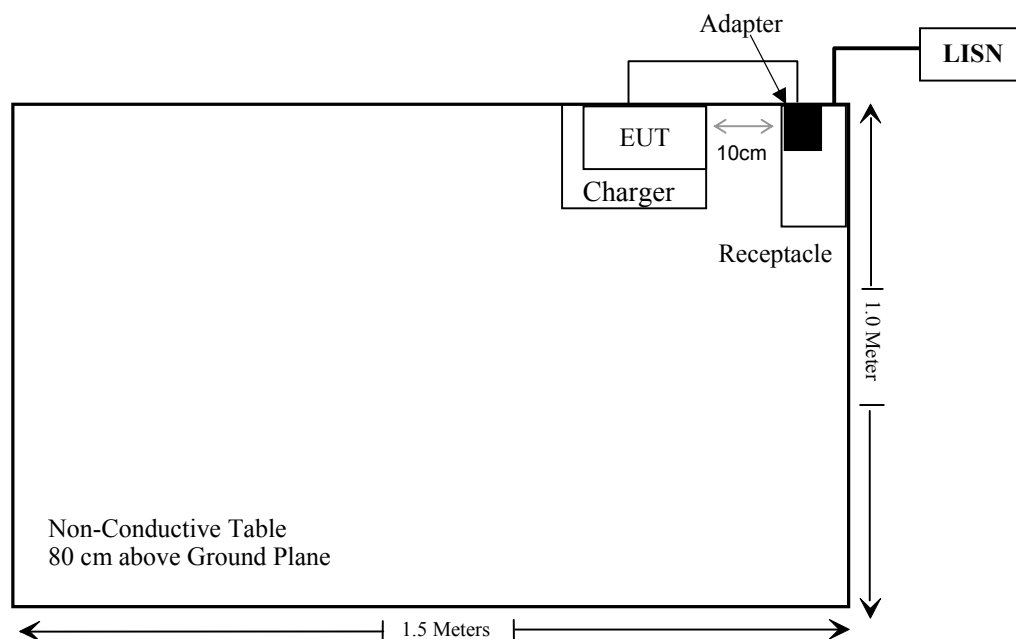 Adapter
LISN
EUT
10cm
Charger
Receptacle
1.0 Meter
Non-Conductive Table
80 cm above Ground Plane
1.5 Meters